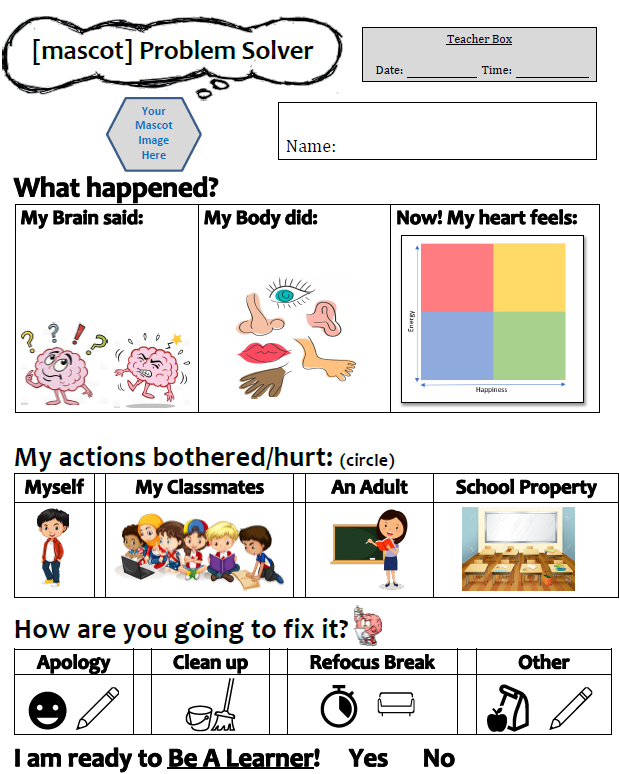 [mascot] Problem Solver
Teacher Box
Date: ____________ Time: ____________
Your
Mascot
Image
Here
Name:
What happened?
My Brain said: My Body did: Now! My heart feels:
Energy
Happiness
My actions bothered/hurt: (circle)
Myself My Classmates An Adult School Property
How are you going to fix it?
Apology Clean up Refocus Break Other
I am ready to Be A Learner! Yes No